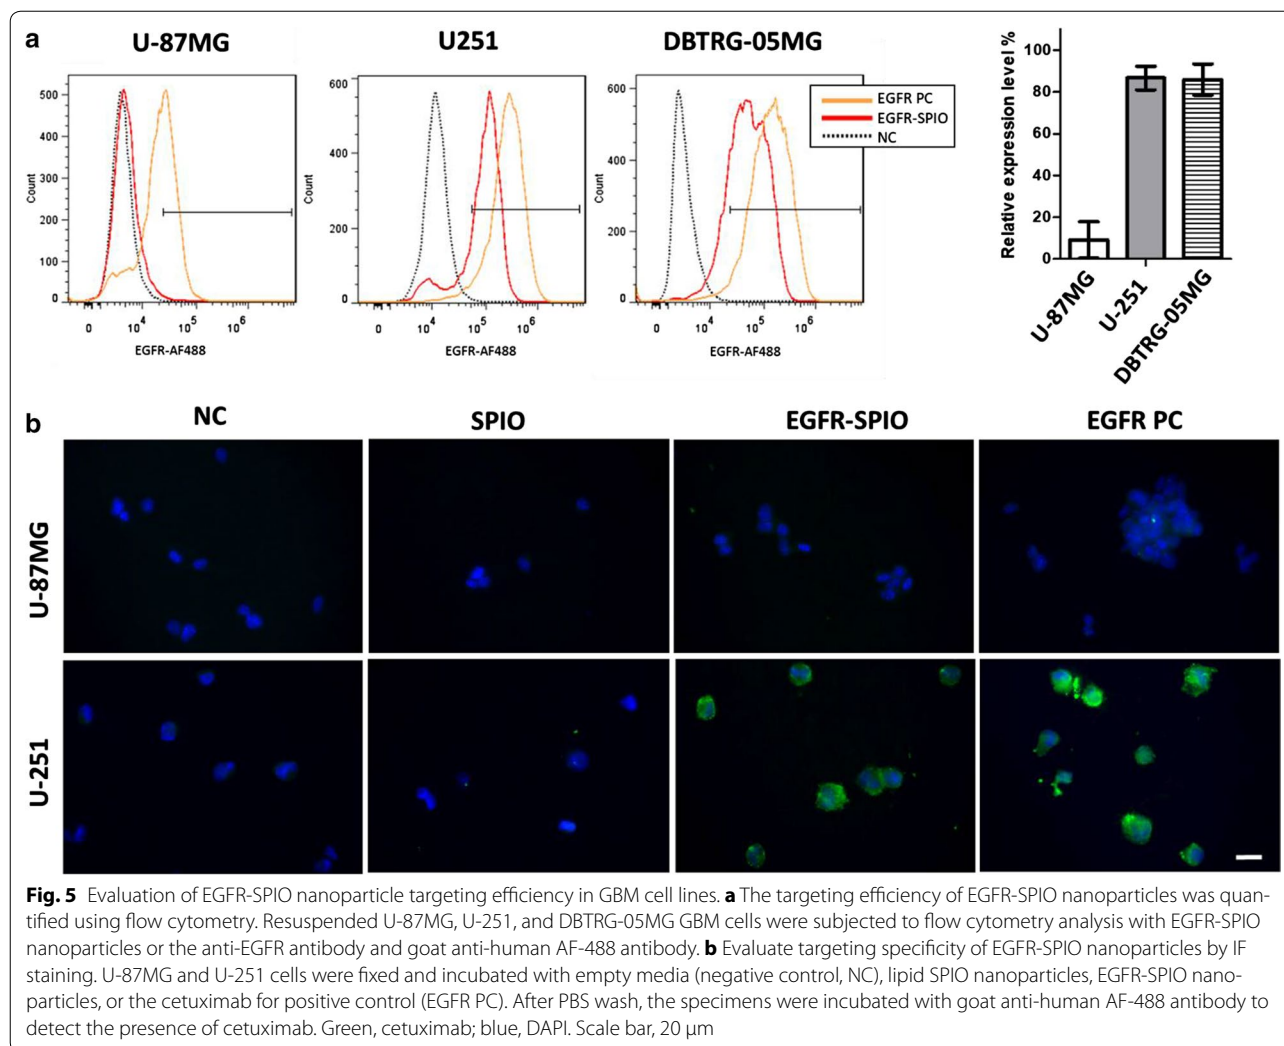 a
U-87MG
U251
DBTRG-05MG
500
400
300
200
100
0
Count
0
10^4
10^5
10^6
EGFR-AF488
600
400
200
0
Count
0
10^4
10^5
10^6
EGFR-AF488
600
400
200
0
Count
0
10^4
10^5
10^6
EGFR-AF488
EGFR PC
EGFR-SPIO
NC
Relative expression level %
100
80
60
40
20
0
U-87MG
U-251
DBTRG-05MG
b
NC
SPIO
EGFR-SPIO
EGFR PC
U-87MG
U-251
Fig. 5 Evaluation of EGFR-SPIO nanoparticle targeting efficiency in GBM cell lines. a The targeting efficiency of EGFR-SPIO nanoparticles was quan-
tified using flow cytometry. Resuspended U-87MG, U-251, and DBTRG-05MG GBM cells were subjected to flow cytometry analysis with EGFR-SPIO
nanoparticles or the anti-EGFR antibody and goat anti-human AF-488 antibody. b Evaluate targeting specificity of EGFR-SPIO nanoparticles by IF
staining. U-87MG and U-251 cells were fixed and incubated with empty media (negative control, NC), lipid SPIO nanoparticles, EGFR-SPIO nano-
particles, or the cetuximab for positive control (EGFR PC). After PBS wash, the specimens were incubated with goat anti-human AF-488 antibody to
detect the presence of cetuximab. Green, cetuximab; blue, DAPI. Scale bar, 20 μm